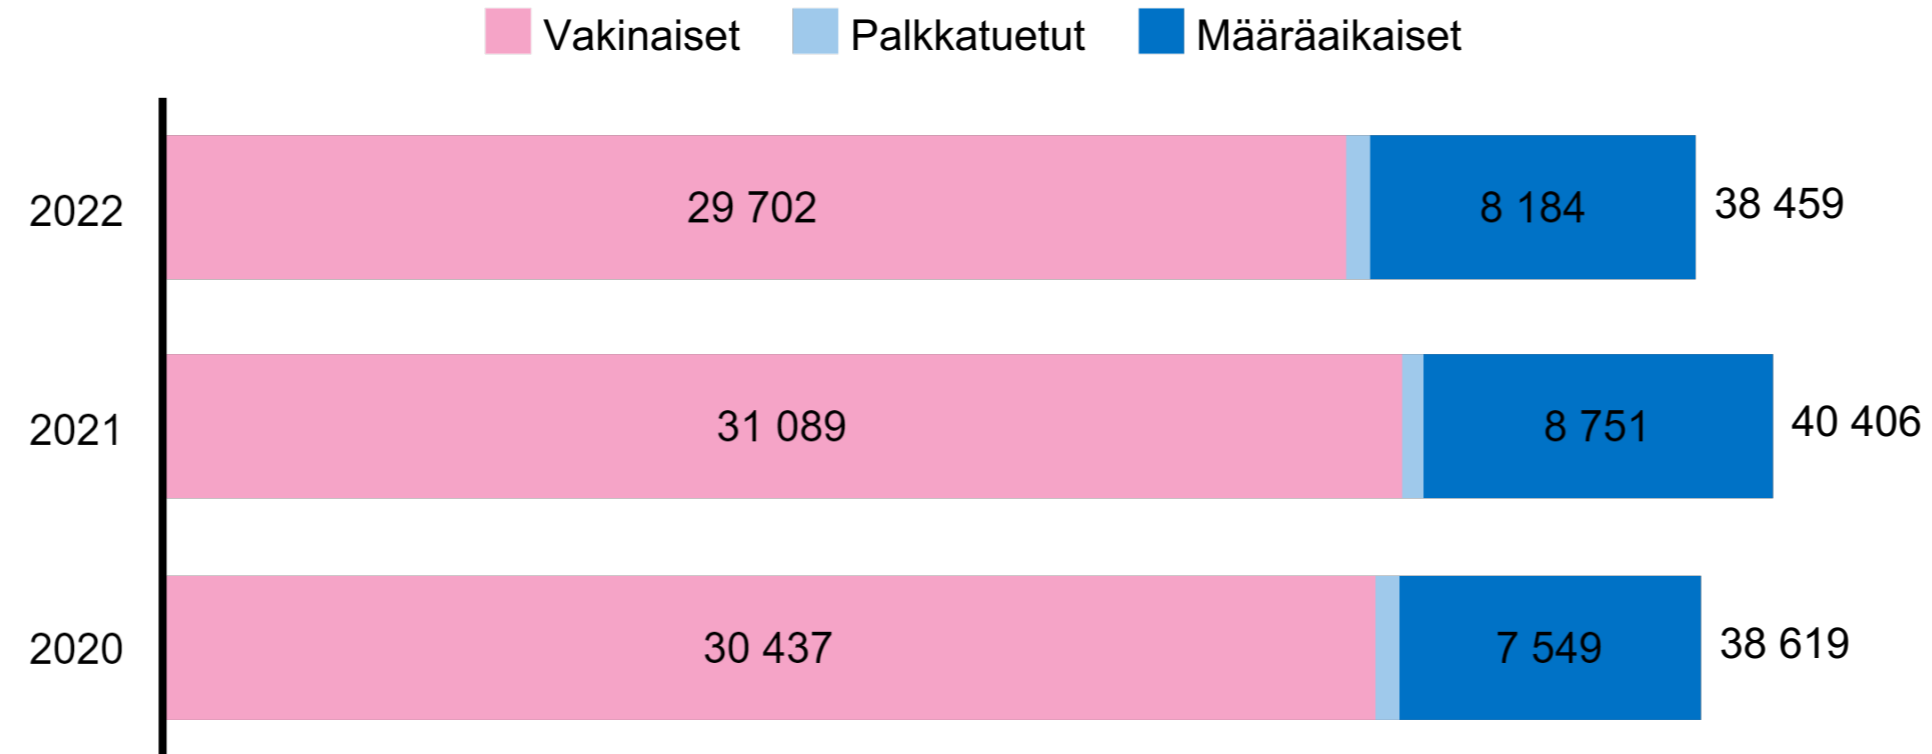 Vakinaiset Palkkatuetut Määräaikaiset
2022 29 702 8 184 38 459
2021 31 089 8 751 40 406
2020 30 437 7 549 38 619